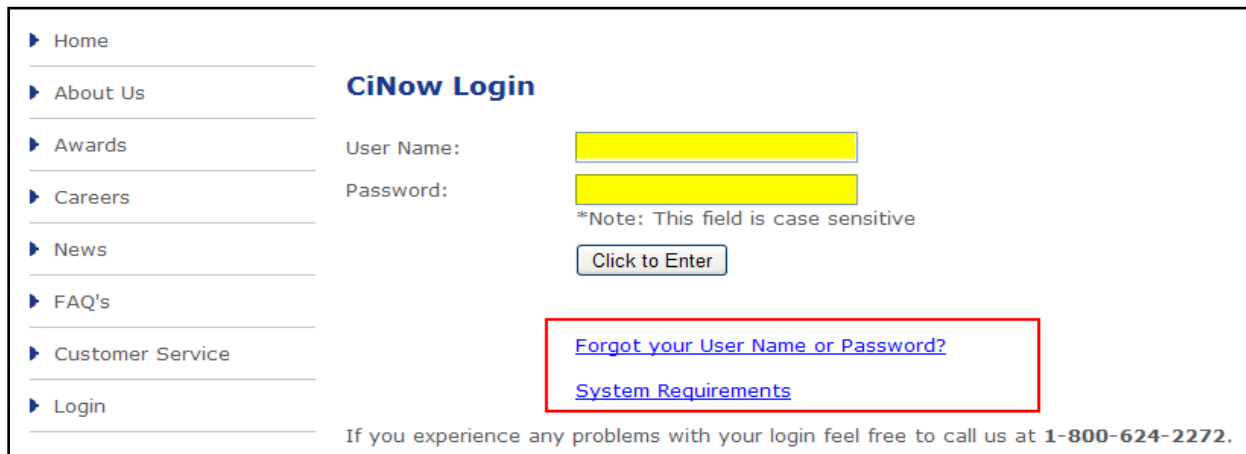 Home
About Us
Awards
Careers
News
FAQ's
Customer Service
Login
CiNow Login
User Name:
Password:
*Note: This field is case sensitive
Click to Enter
Forgot your User Name or Password?
System Requirements
If you experience any problems with your login feel free to call us at 1-800-624-2272.